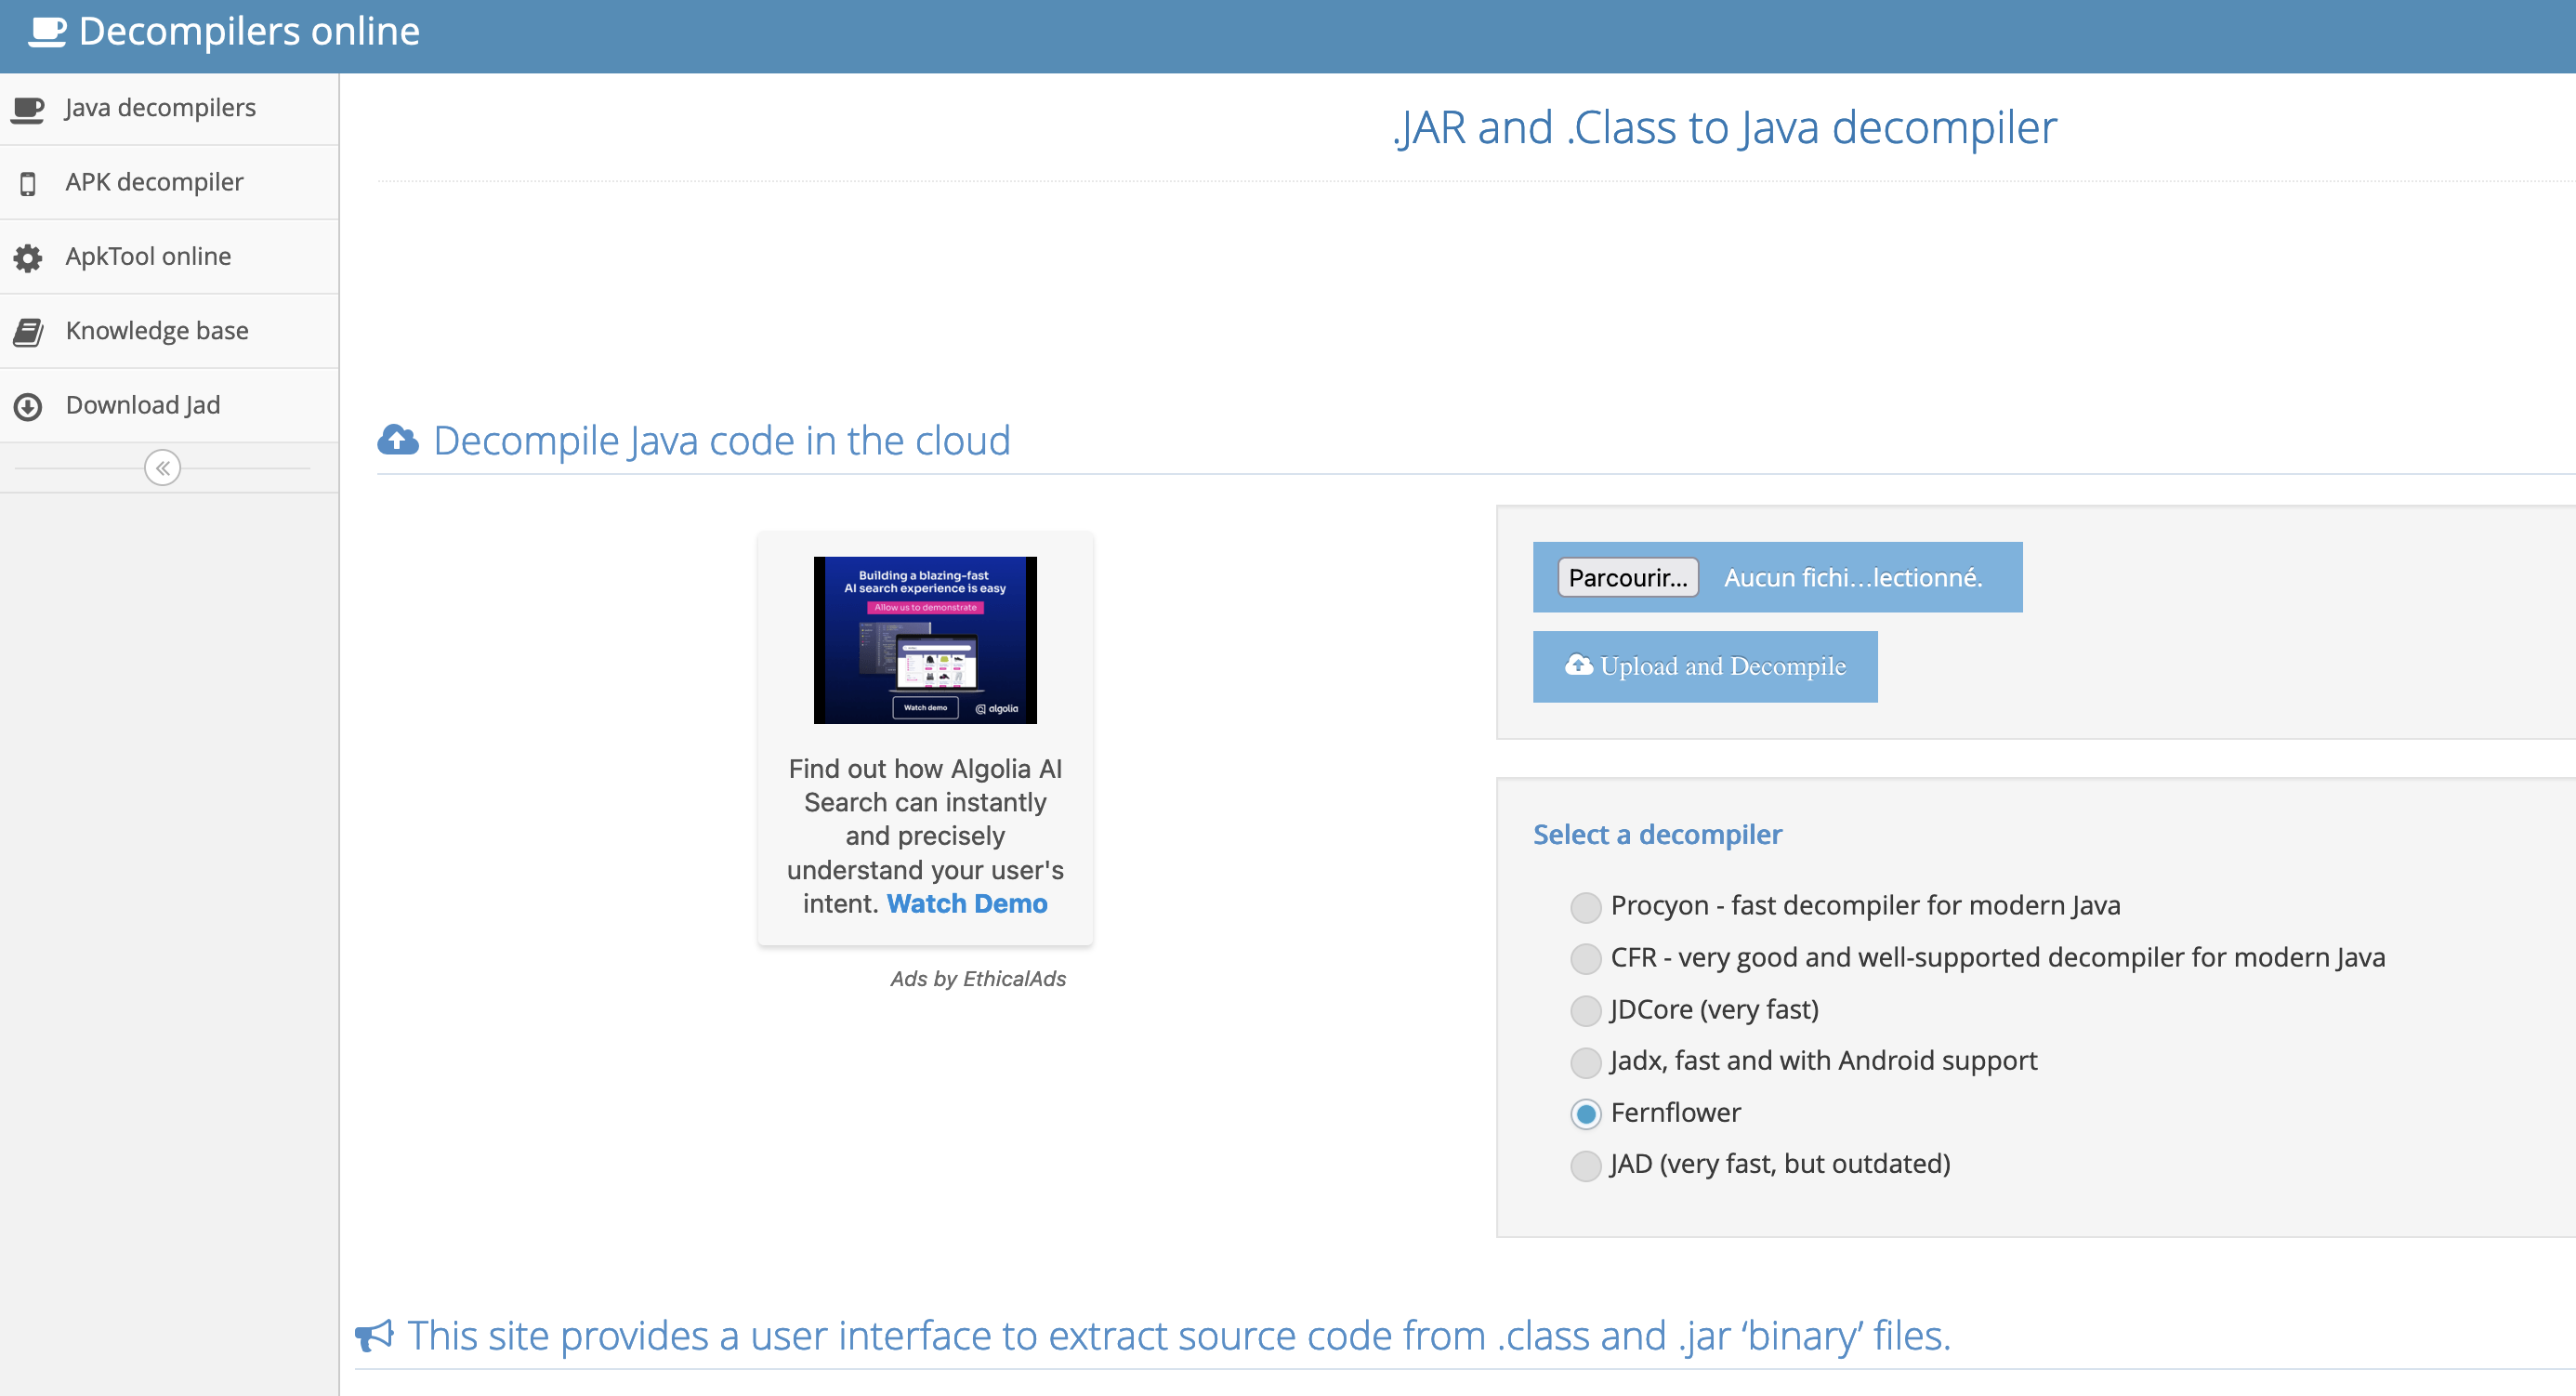 Decompilers online
Java decompilers
APK decompiler
ApkTool online
Knowledge base
Download Jad
.JAR and .Class to Java decompiler
Decompile Java code in the cloud
Building a blazing-fast
AI search experience is easy
Allow us to demonstrate
Watch demo
algolia
Find out how Algolia AI
Search can instantly
and precisely
understand your user's
intent. Watch Demo
Ads by EthicalAds
Parcourir... Aucun fichi...lectionné.
Upload and Decompile
Select a decompiler
Procyon - fast decompiler for modern Java
CFR - very good and well-supported decompiler for modern Java
JDCore (very fast)
Jadx, fast and with Android support
Fernflower
JAD (very fast, but outdated)
This site provides a user interface to extract source code from .class and .jar ‘binary’ files.